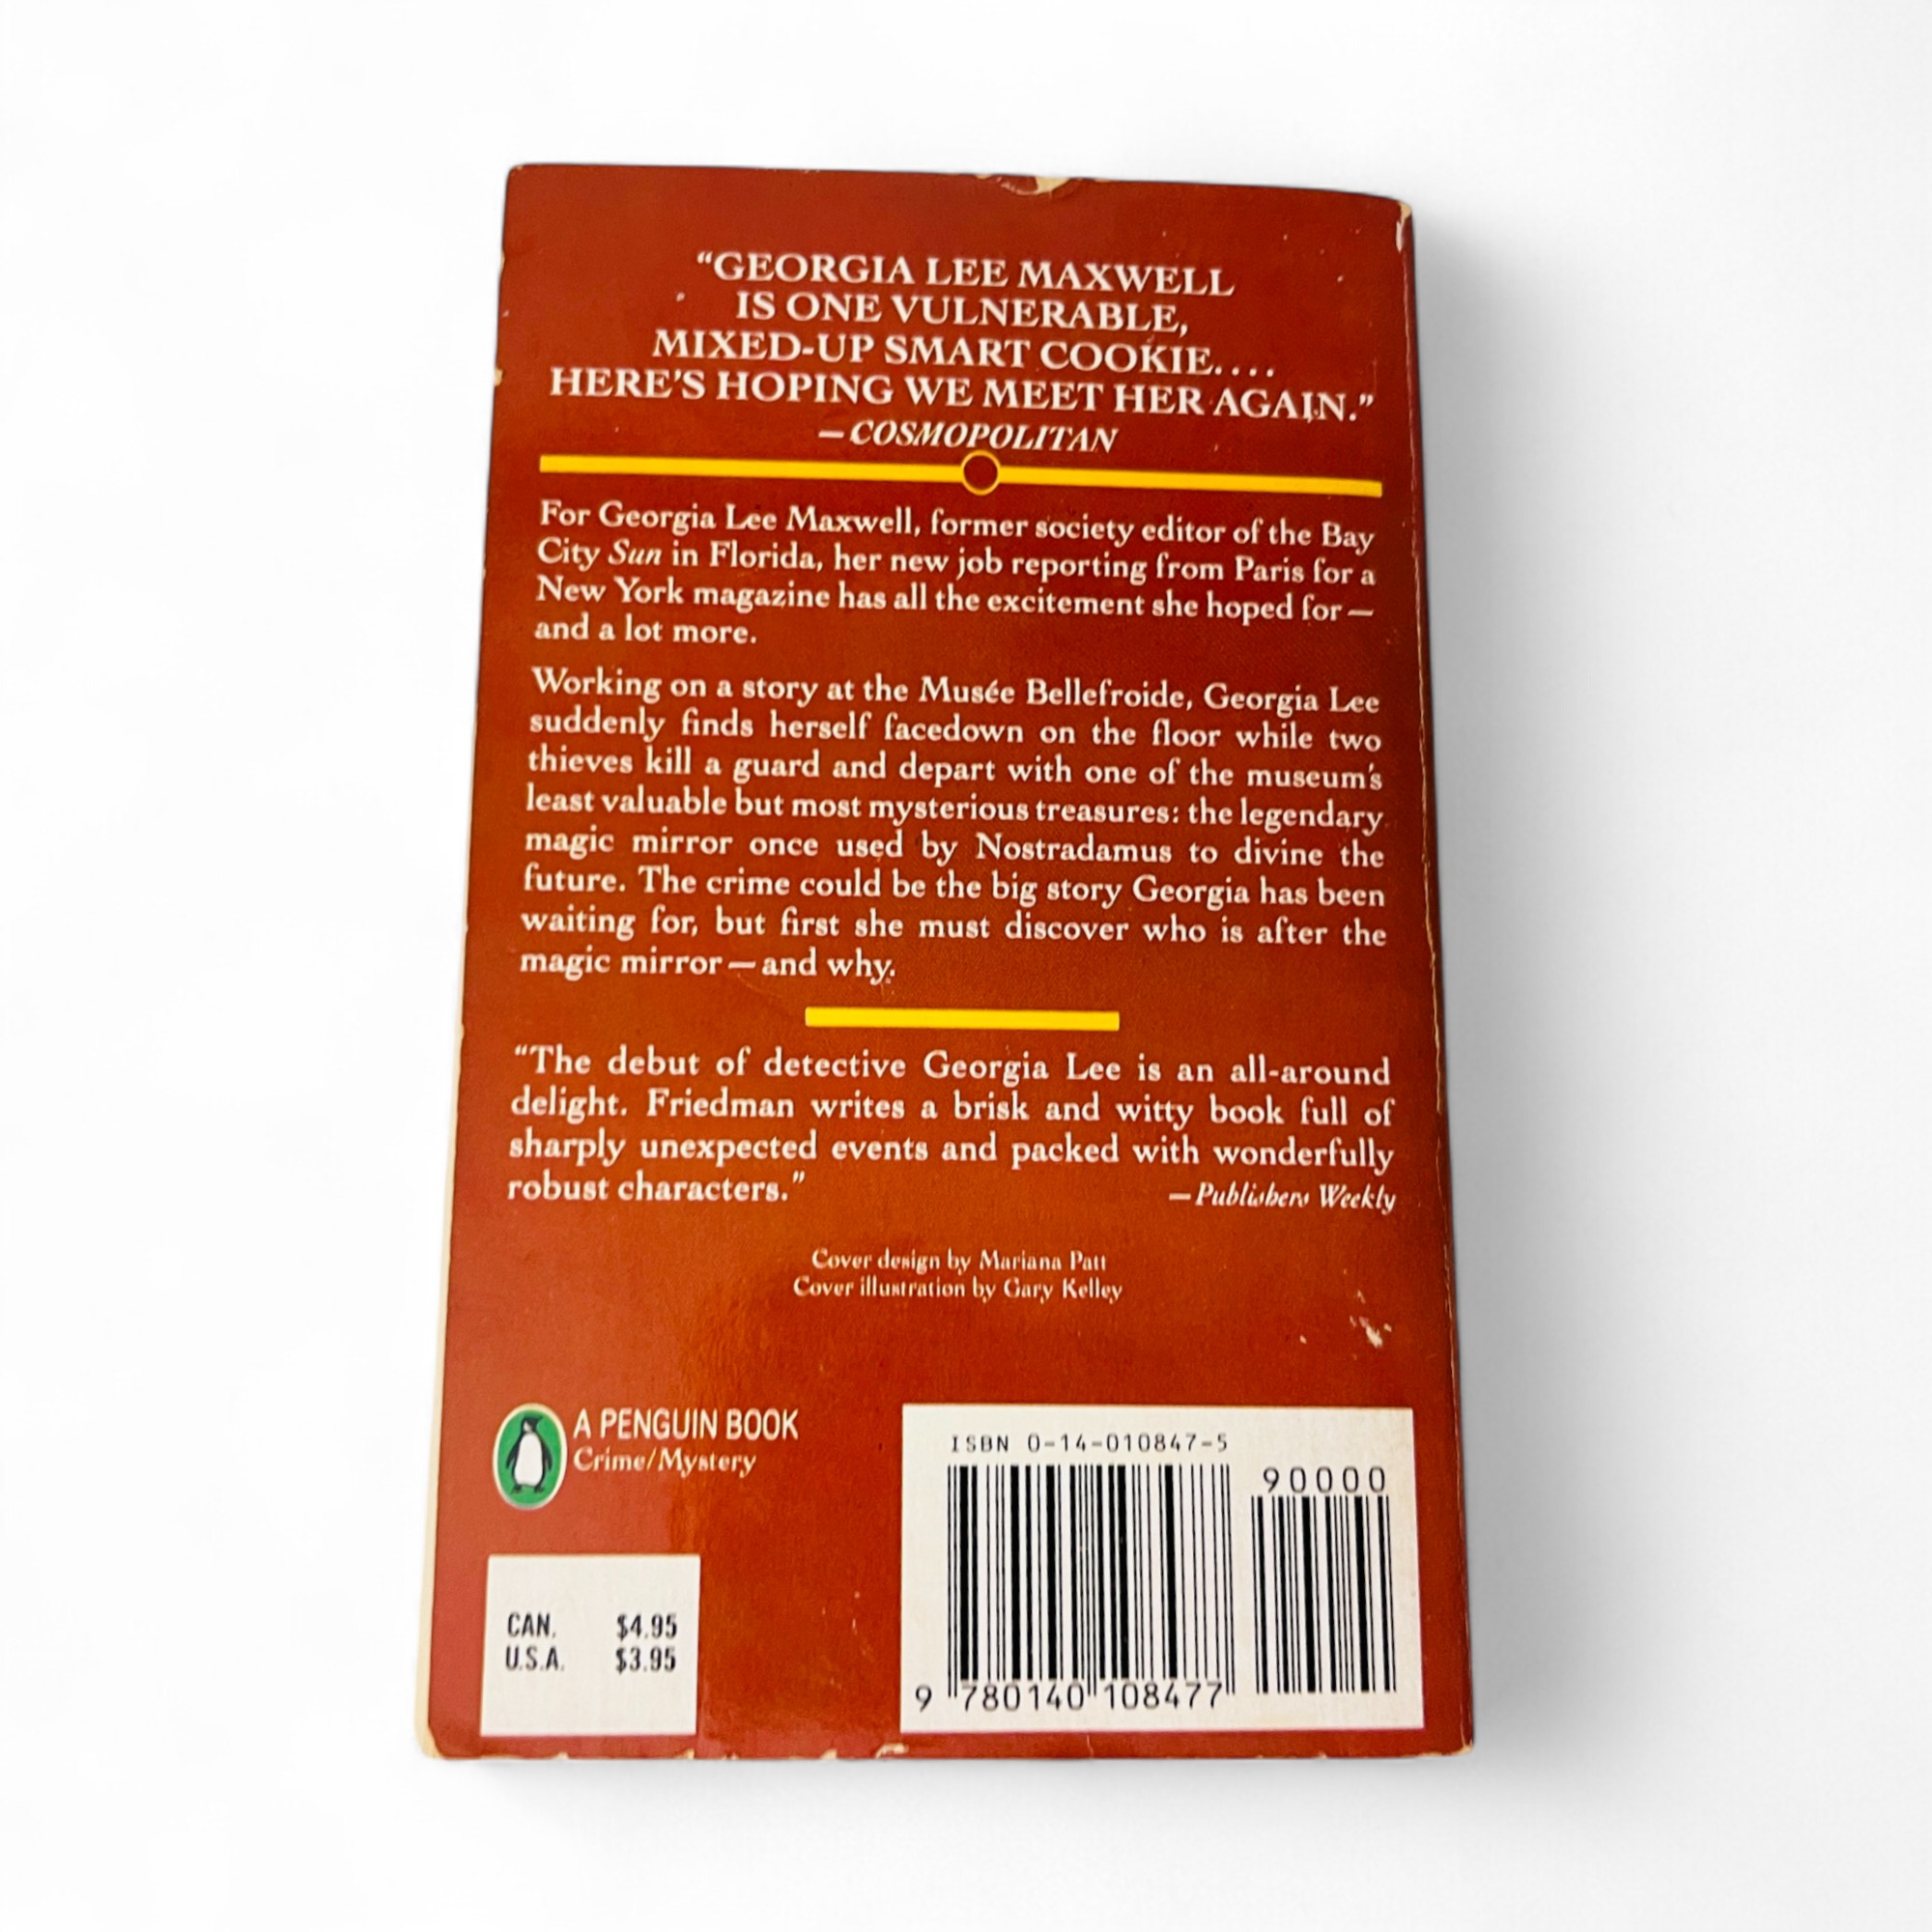 “GEORGIA LEE MAXWELL
IS ONE VULNERABLE,
MIXED-UP SMART COOKIE....
HERE’S HOPING WE MEET HER AGAIN.”
—COSMOPOLITAN
For Georgia Lee Maxwell, former society editor of the Bay
City Sun in Florida, her new job reporting from Paris for a
New York magazine has all the excitement she hoped for—
and a lot more.
Working on a story at the Musée Bellefroide, Georgia Lee
suddenly finds herself facedown on the floor while two
thieves kill a guard and depart with one of the museum’s
least valuable but most mysterious treasures: the legendary
magic mirror once used by Nostradamus to divine the
future. The crime could be the big story Georgia has been
waiting for, but first she must discover who is after the
magic mirror—and why.
“The debut of detective Georgia Lee is an all-around
delight. Friedman writes a brisk and witty book full of
sharply unexpected events and packed with wonderfully
robust characters.” —Publishers Weekly
Cover design by Mariana Patt
Cover illustration by Gary Kelley
A PENGUIN BOOK
Crime/Mystery
CAN. $4.95
U.S.A. $3.95
ISBN 0-14-010847-5
90000
9 780140 108477